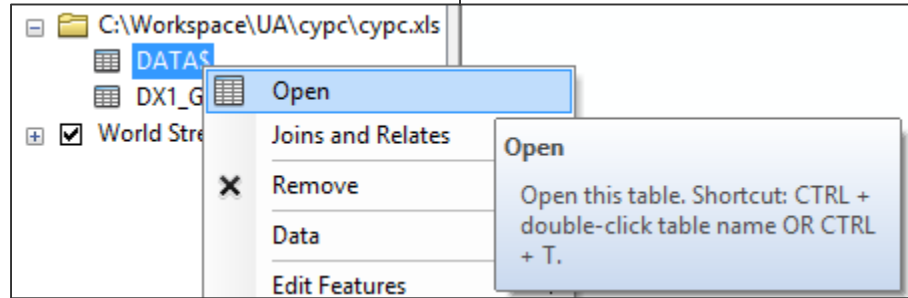 C:\Workspace\UA\cypc\cypc.xls
DATA$
DX1_G
World Stre
Open
Joins and Relates
Remove
Data
Edit Features
Open
Open this table. Shortcut: CTRL +
double-click table name OR CTRL
+ T.